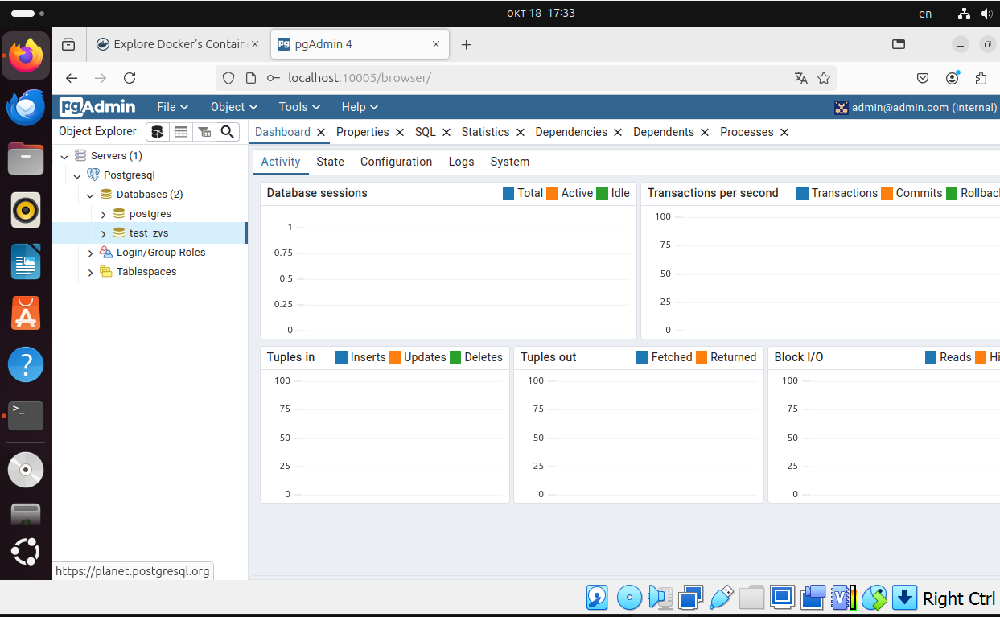 окт 18 17:33
en
Explore Docker's Contain
pgAdmin 4
localhost:10005/browser/
pgAdmin File Object Tools Help admin@admin.com (internal)
Object Explorer
Dashboard Properties SQL Statistics Dependencies Dependents Processes
Servers (1)
Postgresql
Databases (2)
postgres
test_zvs
Login/Group Roles
Tablespaces
Activity State Configuration Logs System
Database sessions Total Active Idle
1
0.75
0.5
0.25
0
Transactions per second Transactions Commits Rollbac
100
75
50
25
0
Tuples in Inserts Updates Deletes
100
75
50
25
0
Tuples out Fetched Returned
100
75
50
25
0
Block I/O Reads Hi
100
75
50
25
0
https://planet.postgresql.org
Right Ctrl